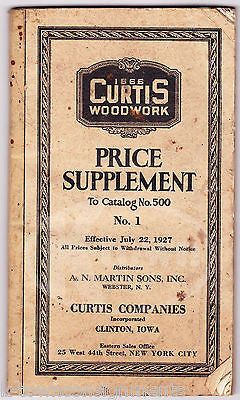 1866
CURTIS
WOODWORK
PRICE
SUPPLEMENT
To Catalog No. 500
No. 1
Effective July 22, 1927
All Prices Subject to Withdrawal Without Notice
Distributors
A. N. MARTIN SONS, INC.
WEBSTER, N. Y.
CURTIS COMPANIES
Incorporated
CLINTON, IOWA
Eastern Sales Office
25 West 44th Street, NEW YORK CITY